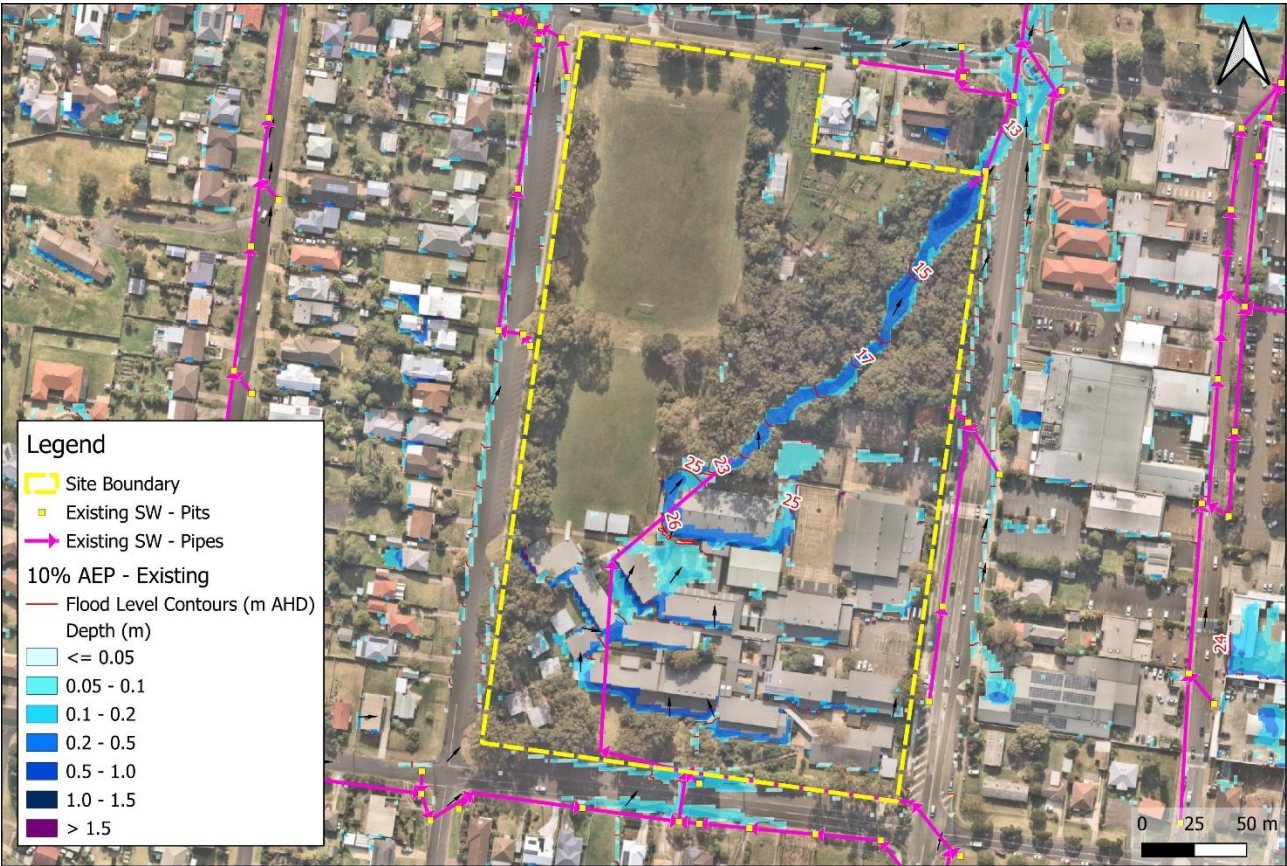 13
15
17
25
23
25
26
24
Legend
Site Boundary
Existing SW - Pits
Existing SW - Pipes
10% AEP - Existing
Flood Level Contours (m AHD)
Depth (m)
<= 0.05
0.05 - 0.1
0.1 - 0.2
0.2 - 0.5
0.5 - 1.0
1.0 - 1.5
> 1.5
0 25 50 m